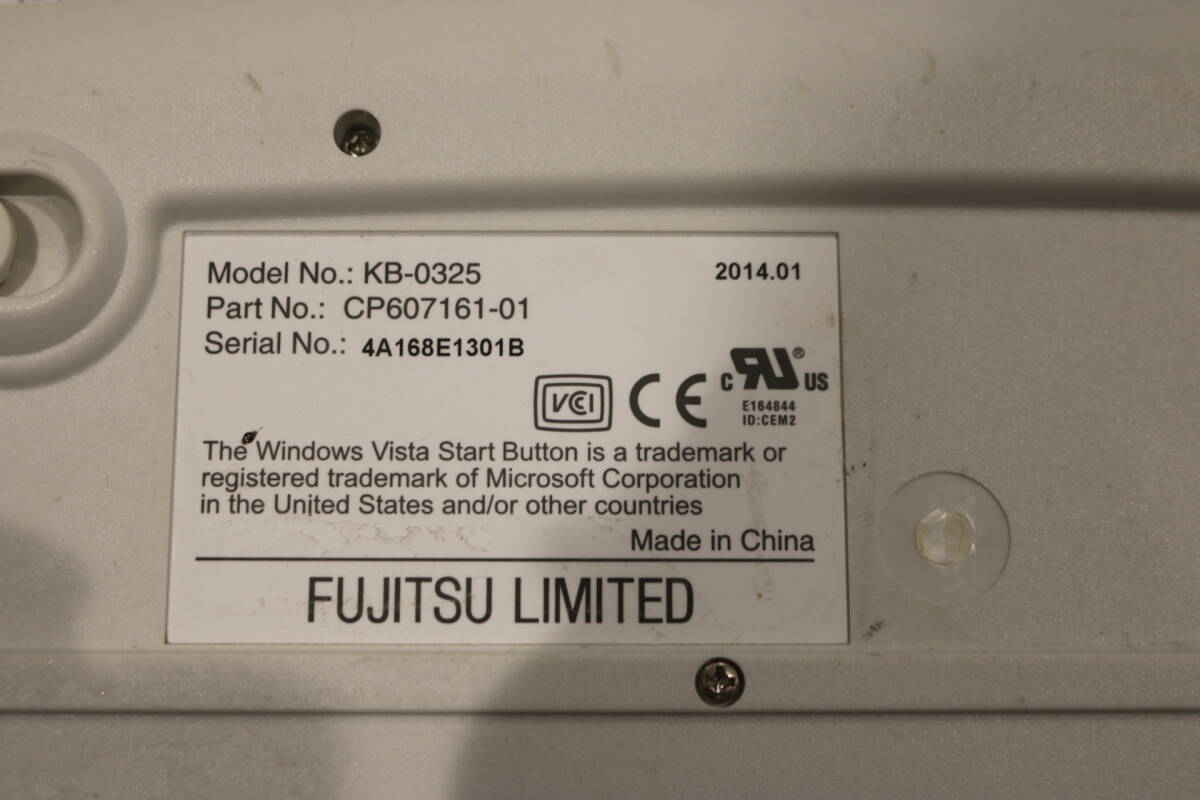 Model No.: KB-0325
2014.01
Part No.: CP607161-01
Serial No.: 4A168E1301B
VCCI
CE
c RU® US
E164844
ID:CEM2
The Windows Vista Start Button is a trademark or
registered trademark of Microsoft Corporation
in the United States and/or other countries
Made in China
FUJITSU LIMITED